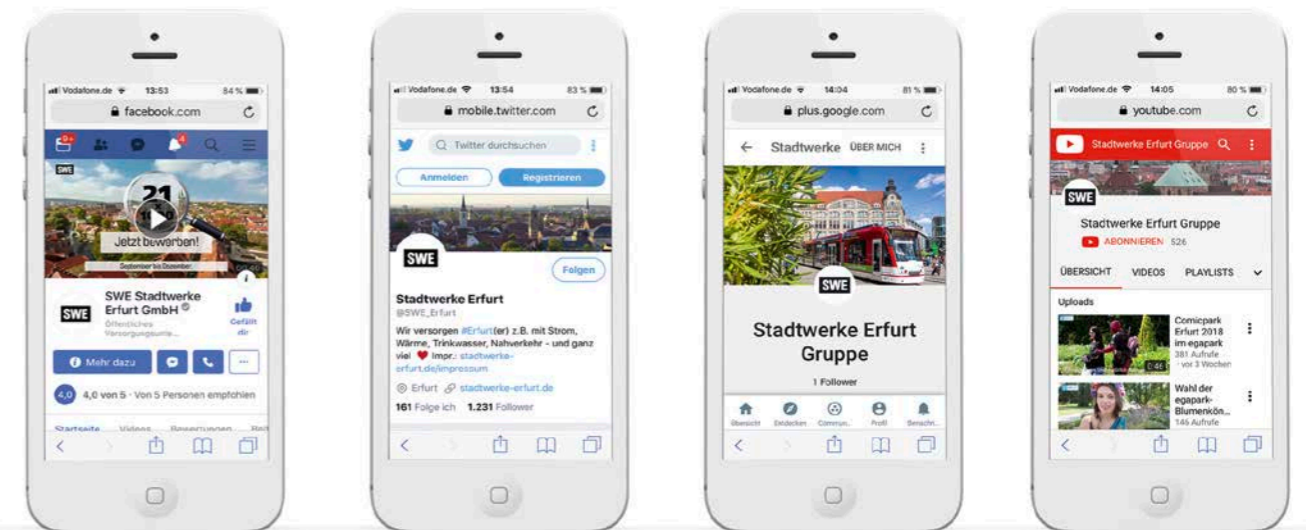 Vodafone.de 13:53 84 %
facebook.com
9+ 4
SWE
21
Jetzt bewerben!
September bis Dezember
SWE
SWE Stadtwerke
Erfurt GmbH
Öffentliches
Versorgungsunte...
Gefällt
dir
Mehr dazu
4,0 4,0 von 5 · Von 5 Personen empfohlen
Startseite Videos Bewertungen Beit
Vodafone.de 13:54 83 %
mobile.twitter.com
Twitter durchsuchen
Anmelden Registrieren
SWE
Folgen
Stadtwerke Erfurt
@SWE_Erfurt
Wir versorgen #Erfurt(er) z.B. mit Strom,
Wärme, Trinkwasser, Nahverkehr - und ganz
viel ❤ Impr.: stadtwerke-
erfurt.de/impressum
Erfurt stadtwerke-erfurt.de
161 Folge ich 1.231 Follower
Vodafone.de 14:04 81 %
plus.google.com
Stadtwerke ÜBER MICH
SWE
Stadtwerke Erfurt
Gruppe
1 Follower
Übersicht Entdecken Commun... Profil Benachri...
Vodafone.de 14:05 80 %
youtube.com
Stadtwerke Erfurt Gruppe
SWE
Stadtwerke Erfurt Gruppe
ABONNIEREN 526
ÜBERSICHT VIDEOS PLAYLISTS
Uploads
Comicpark
Erfurt 2018
im egapark
381 Aufrufe
· vor 3 Wochen
0:46
Wahl der
egapark-
Blumenkön...
146 Aufrufe